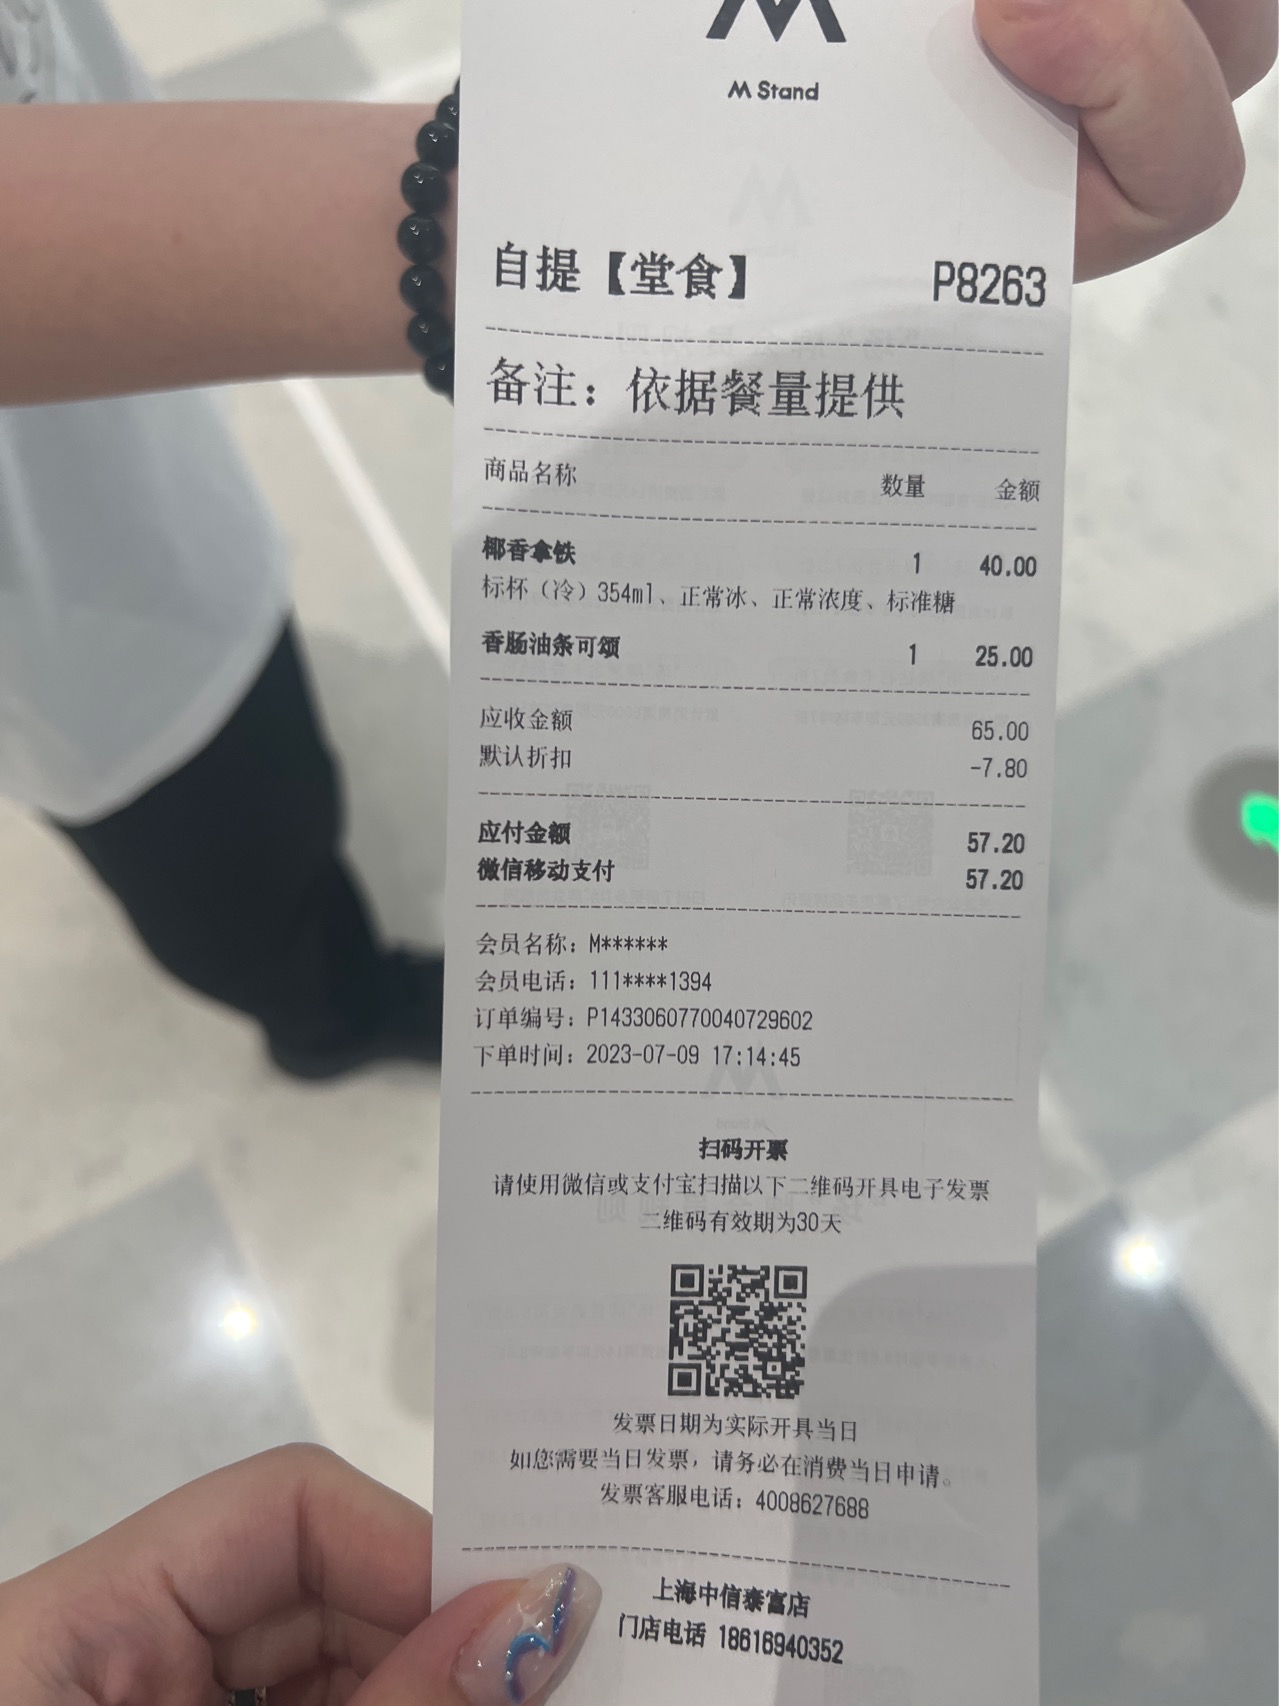 M Stand
自提【堂食】 P8263
备注：依据餐量提供
商品名称 数量 金额
椰香拿铁 1 40.00
标杯（冷）354ml、正常冰、正常浓度、标准糖
香肠油条可颂 1 25.00
应收金额 65.00
默认折扣 -7.80
应付金额 57.20
微信移动支付 57.20
会员名称：M******
会员电话：111****1394
订单编号：P1433060770040729602
下单时间：2023-07-09 17:14:45
扫码开票
请使用微信或支付宝扫描以下二维码开具电子发票
二维码有效期为30天
发票日期为实际开具当日
如您需要当日发票，请务必在消费当日申请。
发票客服电话：4008627688
上海中信泰富店
门店电话 18616940352